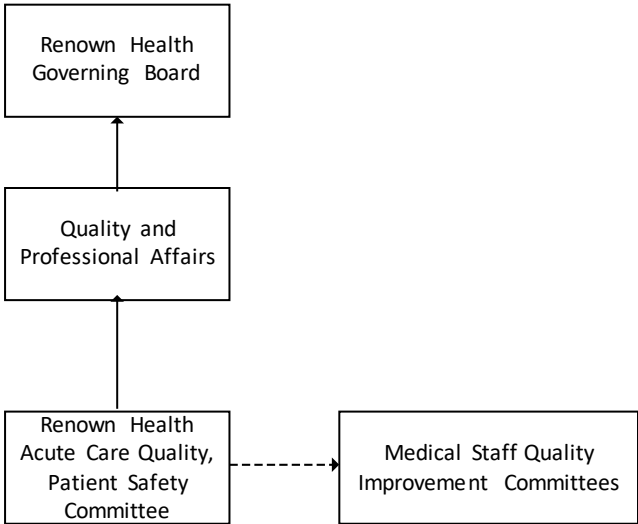 Renown Health
Governing Board
Quality and
Professional Affairs
Renown Health
Acute Care Quality,
Patient Safety
Committee
Medical Staff Quality
Improvement Committees